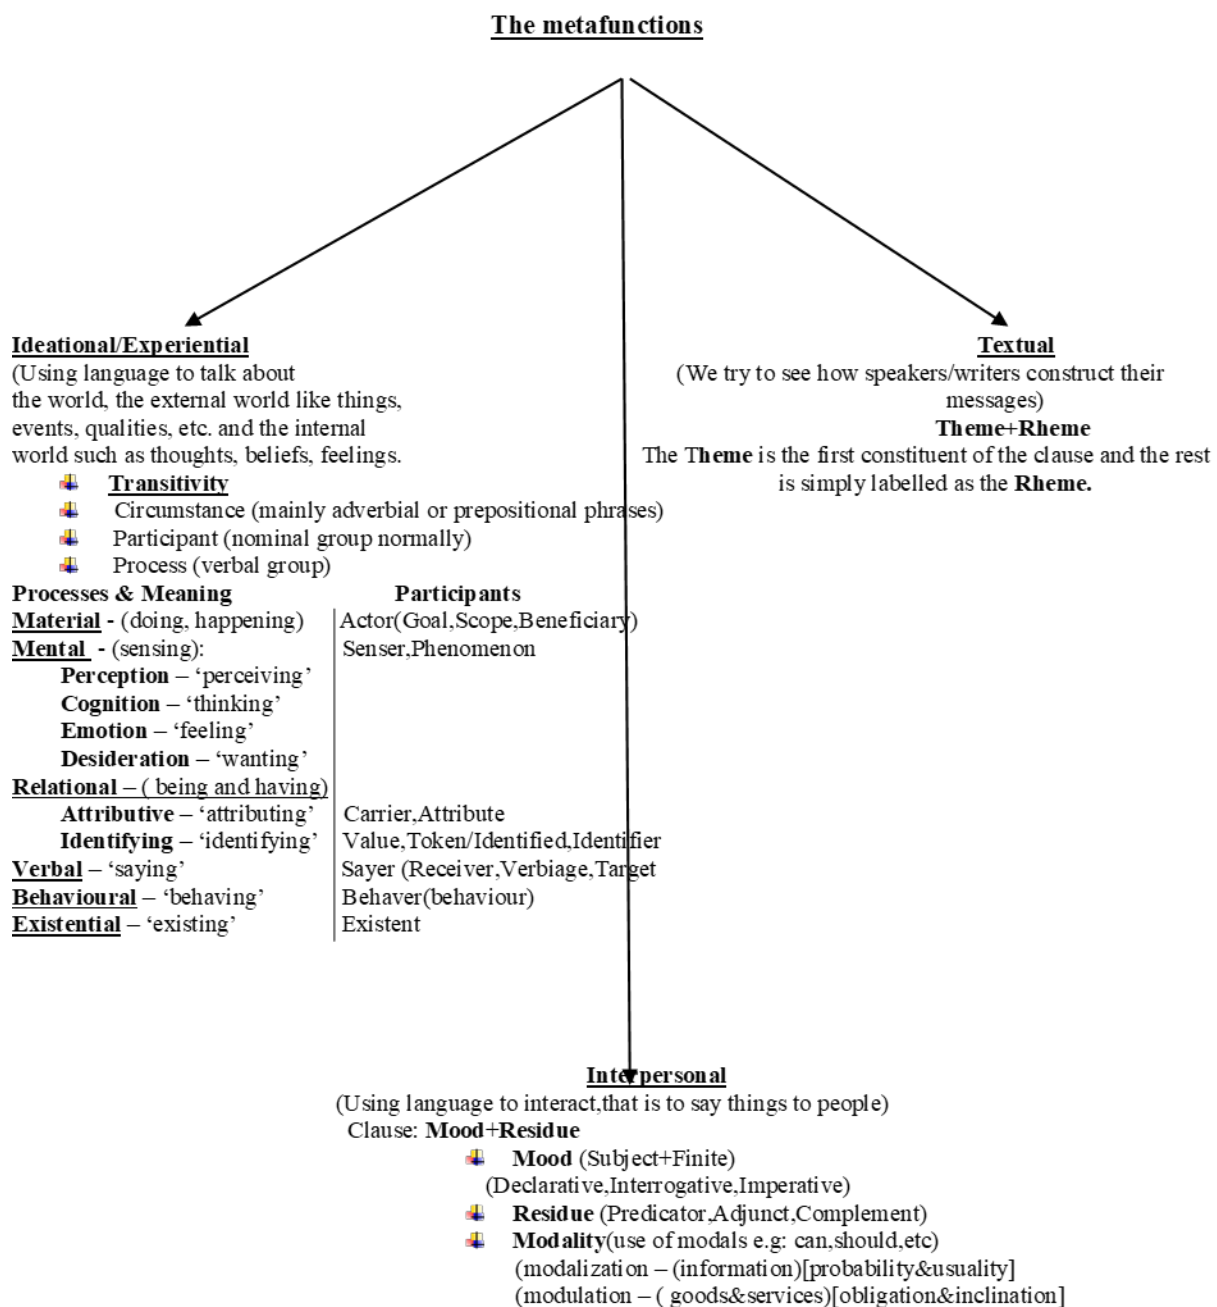 The metafunctions
Ideational/Experiential
(Using language to talk about
the world, the external world like things,
events, qualities, etc. and the internal
world such as thoughts, beliefs, feelings.
Transitivity
Circumstance (mainly adverbial or prepositional phrases)
Participant (nominal group normally)
Process (verbal group)
Processes & Meaning Participants
Material - (doing, happening) Actor(Goal,Scope,Beneficiary)
Mental - (sensing): Senser,Phenomenon
Perception – ‘perceiving’
Cognition – ‘thinking’
Emotion – ‘feeling’
Desideration – ‘wanting’
Relational – ( being and having)
Attributive – ‘attributing’ Carrier,Attribute
Identifying – ‘identifying’ Value,Token/Identified,Identifier
Verbal – ‘saying’ Sayer (Receiver,Verbiage,Target
Behavioural – ‘behaving’ Behaver(behaviour)
Existential – ‘existing’ Existent
Textual
(We try to see how speakers/writers construct their
messages)
Theme+Rheme
The Theme is the first constituent of the clause and the rest
is simply labelled as the Rheme.
Interpersonal
(Using language to interact,that is to say things to people)
Clause: Mood+Residue
Mood (Subject+Finite)
(Declarative,Interrogative,Imperative)
Residue (Predicator,Adjunct,Complement)
Modality(use of modals e.g: can,should,etc)
(modalization – (information)[probability&usuality]
(modulation – ( goods&services)[obligation&inclination]